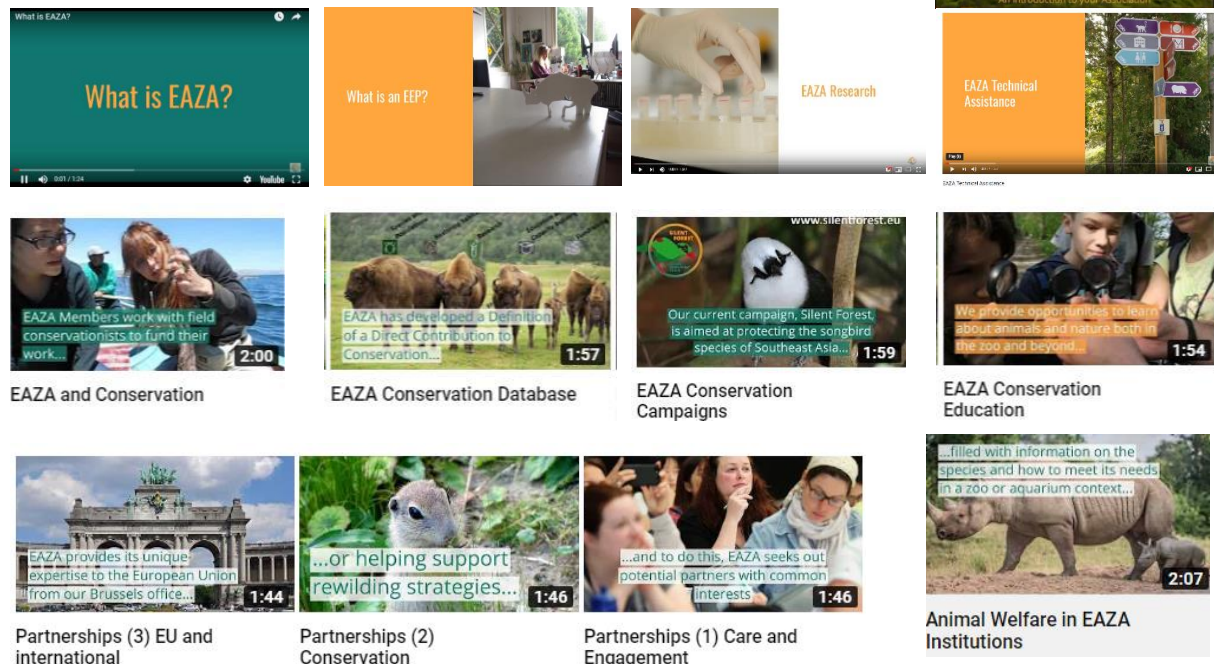 An introduction to your Association
What is EAZA?
What is EAZA?
0:01 / 1:24
YouTube
What is an EEP?
EAZA Research
EAZA Technical
Assistance
EAZA Technical Assistance
EAZA Members work with field
conservationists to fund their
work...
2:00
EAZA and Conservation
EAZA has developed a Definition
of a Direct Contribution to
Conservation...
1:57
EAZA Conservation Database
www.silentforest.eu
SILENT
FOREST
Our current campaign, Silent Forest,
is aimed at protecting the songbird
species of Southeast Asia...
1:59
EAZA Conservation
Campaigns
We provide opportunities to learn
about animals and nature both in
the zoo and beyond...
1:54
EAZA Conservation
Education
EAZA provides its unique
expertise to the European Union
from our Brussels office...
1:44
Partnerships (3) EU and
international
...or helping support
rewilding strategies...
1:46
Partnerships (2)
Conservation
...and to do this, EAZA seeks out
potential partners with common
interests
1:46
Partnerships (1) Care and
Engagement
...filled with information on the
species and how to meet its needs
in a zoo or aquarium context...
2:07
Animal Welfare in EAZA
Institutions